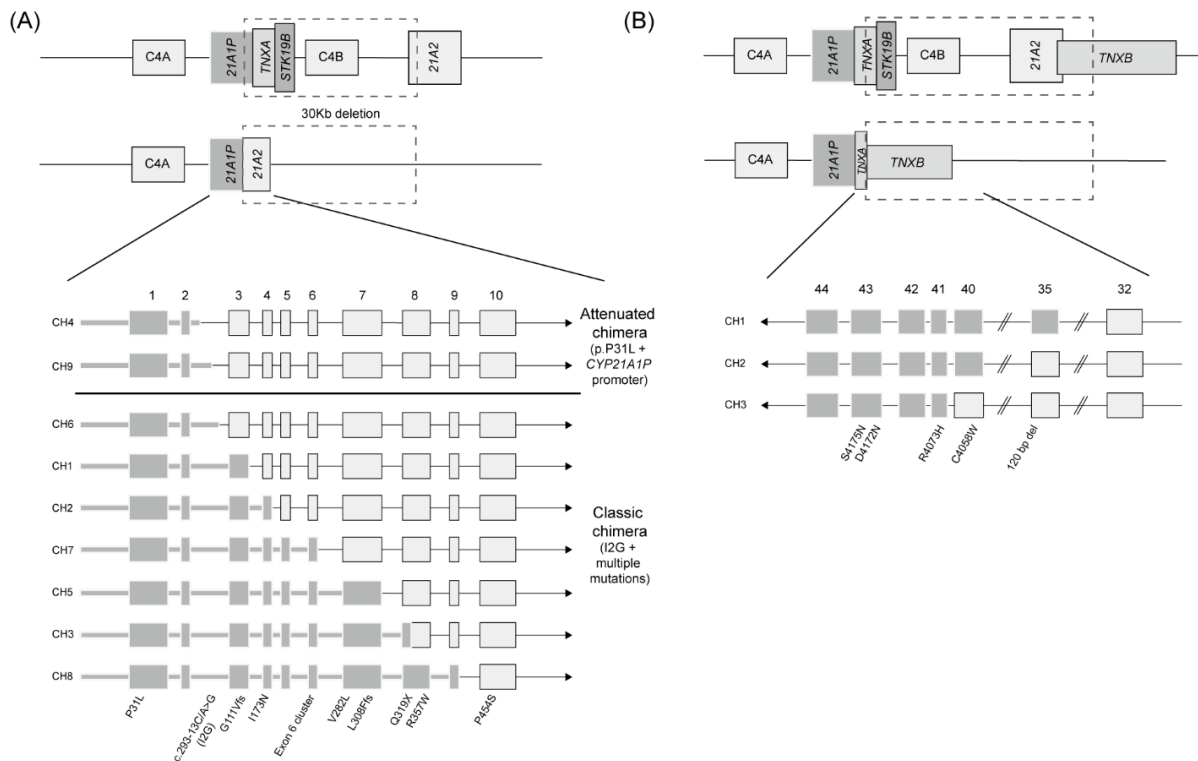 (A)
C4A
21A1P
TNXA
STK19B
C4B
21A2
30Kb deletion
C4A
21A1P
21A2
1 2 3 4 5 6 7 8 9 10
CH4
CH9
Attenuated
chimera
(p.P31L +
CYP21A1P
promoter)
CH6
CH1
CH2
CH7
CH5
CH3
CH8
Classic
chimera
(I2G +
multiple
mutations)
P31L
c.293-13C/A>G
(I2G)
G111Vfs
I173N
Exon 6 cluster
V282L
L308Ffs
Q319X
R357W
P454S
(B)
C4A
21A1P
TNXA
STK19B
C4B
21A2
TNXB
C4A
21A1P
TNXA
TNXB
44 43 42 41 40 35 32
CH1
CH2
CH3
S4175N
D4172N
R4073H
C4058W
120 bp del